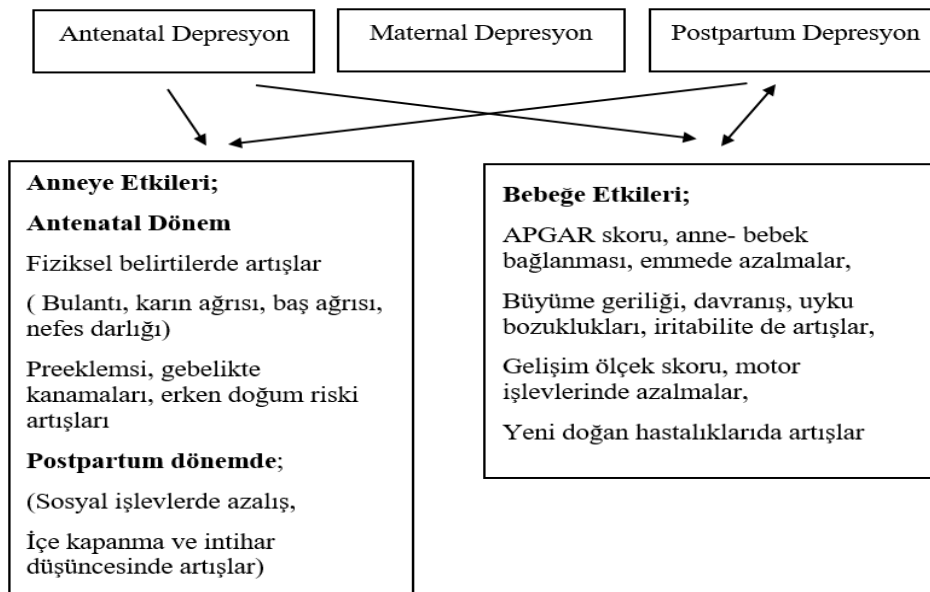 Antenatal Depresyon
Maternal Depresyon
Postpartum Depresyon
Anneye Etkileri;
Antenatal Dönem
Fiziksel belirtilerde artışlar
( Bulantı, karın ağrısı, baş ağrısı,
nefes darlığı)
Preeklemsi, gebelikte
kanamaları, erken doğum riski
artışları
Postpartum dönemde;
(Sosyal işlevlerde azalış,
İçe kapanma ve intihar
düşüncesinde artışlar)
Bebeğe Etkileri;
APGAR skoru, anne- bebek
bağlanması, emmede azalmalar,
Büyüme geriliği, davranış, uyku
bozuklukları, iritabilite de artışlar,
Gelişim ölçek skoru, motor
işlevlerinde azalmalar,
Yeni doğan hastalıklarıda artışlar